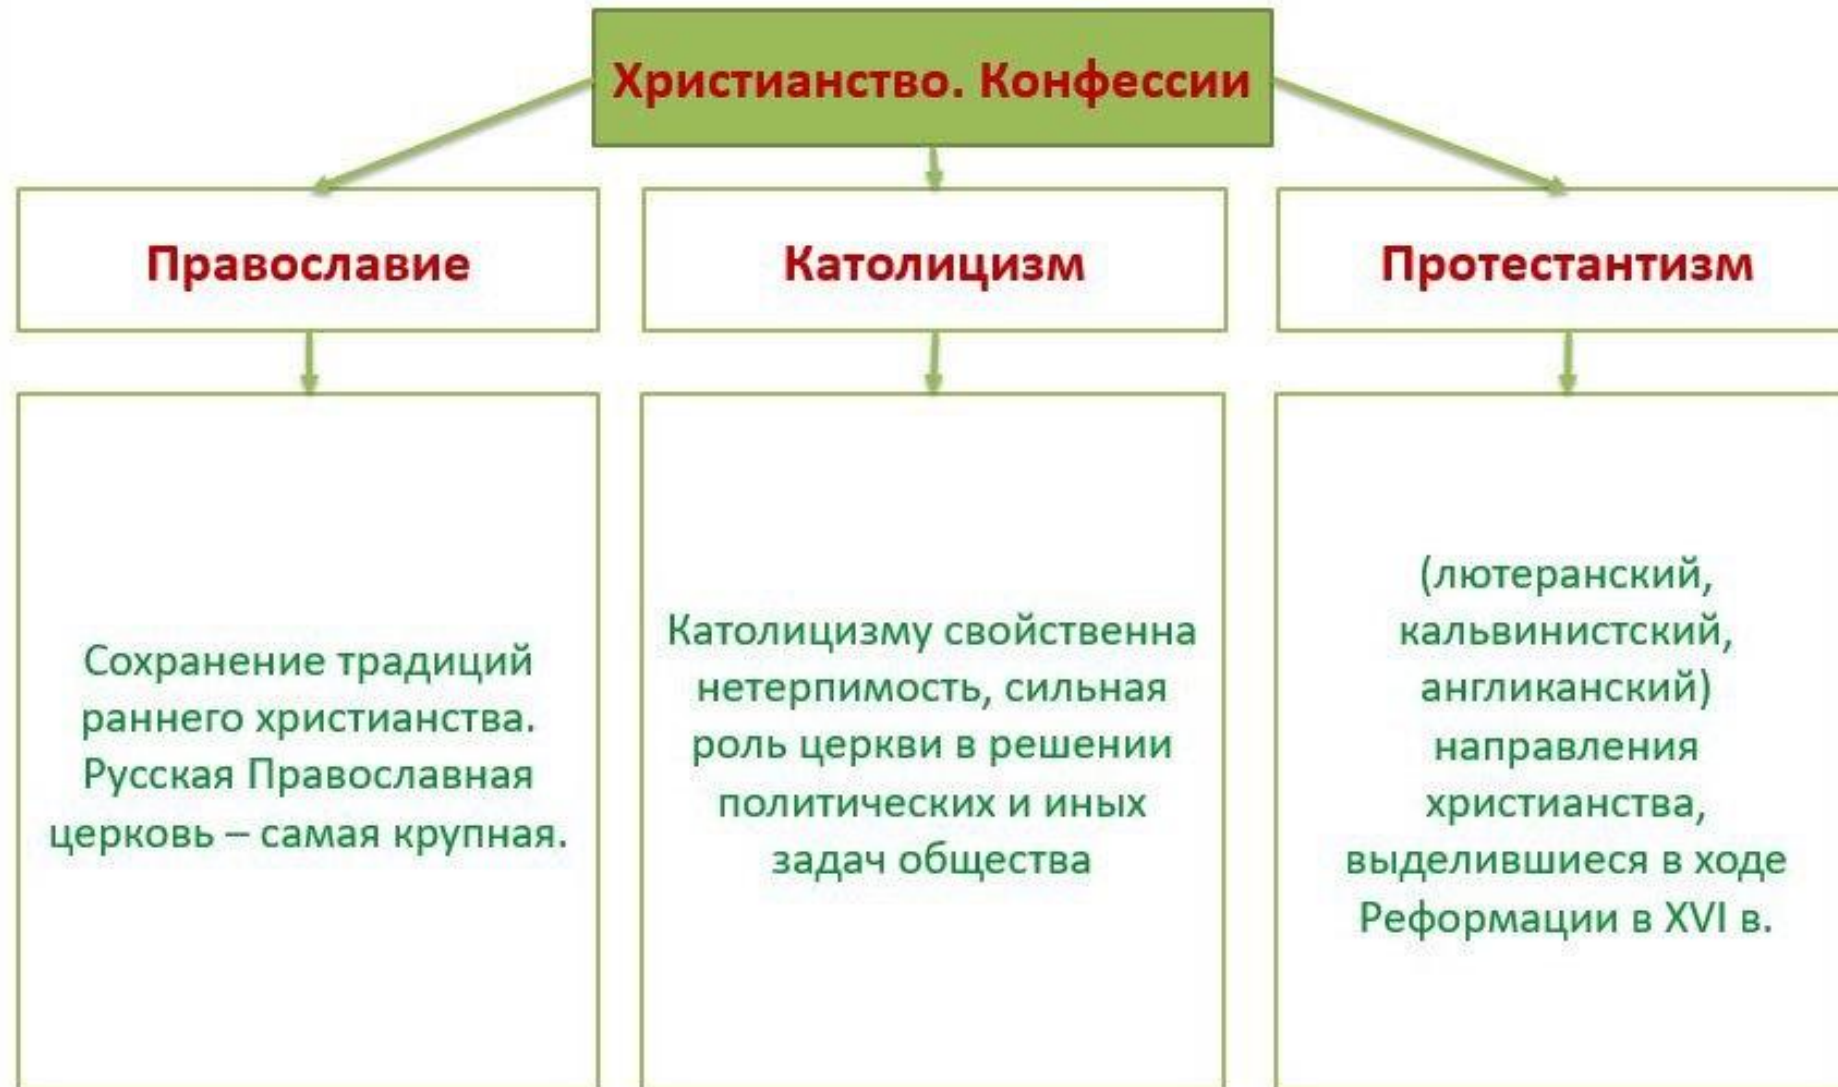 Христианство. Конфессии
Православие
Католицизм
Протестантизм
Сохранение традиций
раннего христианства.
Русская Православная
церковь – самая крупная.
Католицизму свойственна
нетерпимость, сильная
роль церкви в решении
политических и иных
задач общества
(лютеранский,
кальвинистский,
англиканский)
направления
христианства,
выделившиеся в ходе
Реформации в XVI в.